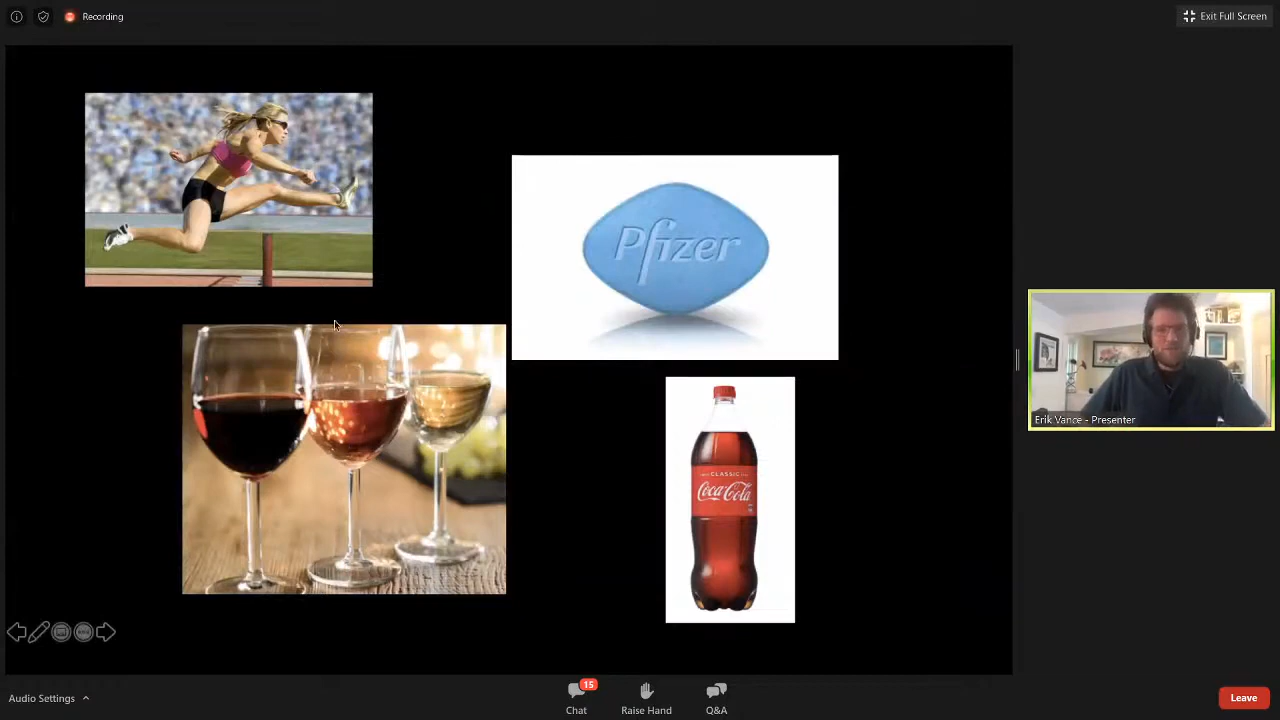 Recording
Exit Full Screen
Pfizer
CLASSIC
Coca-Cola
Erik Vance - Presenter
Audio Settings
15
Chat
Raise Hand
Q&A
Leave